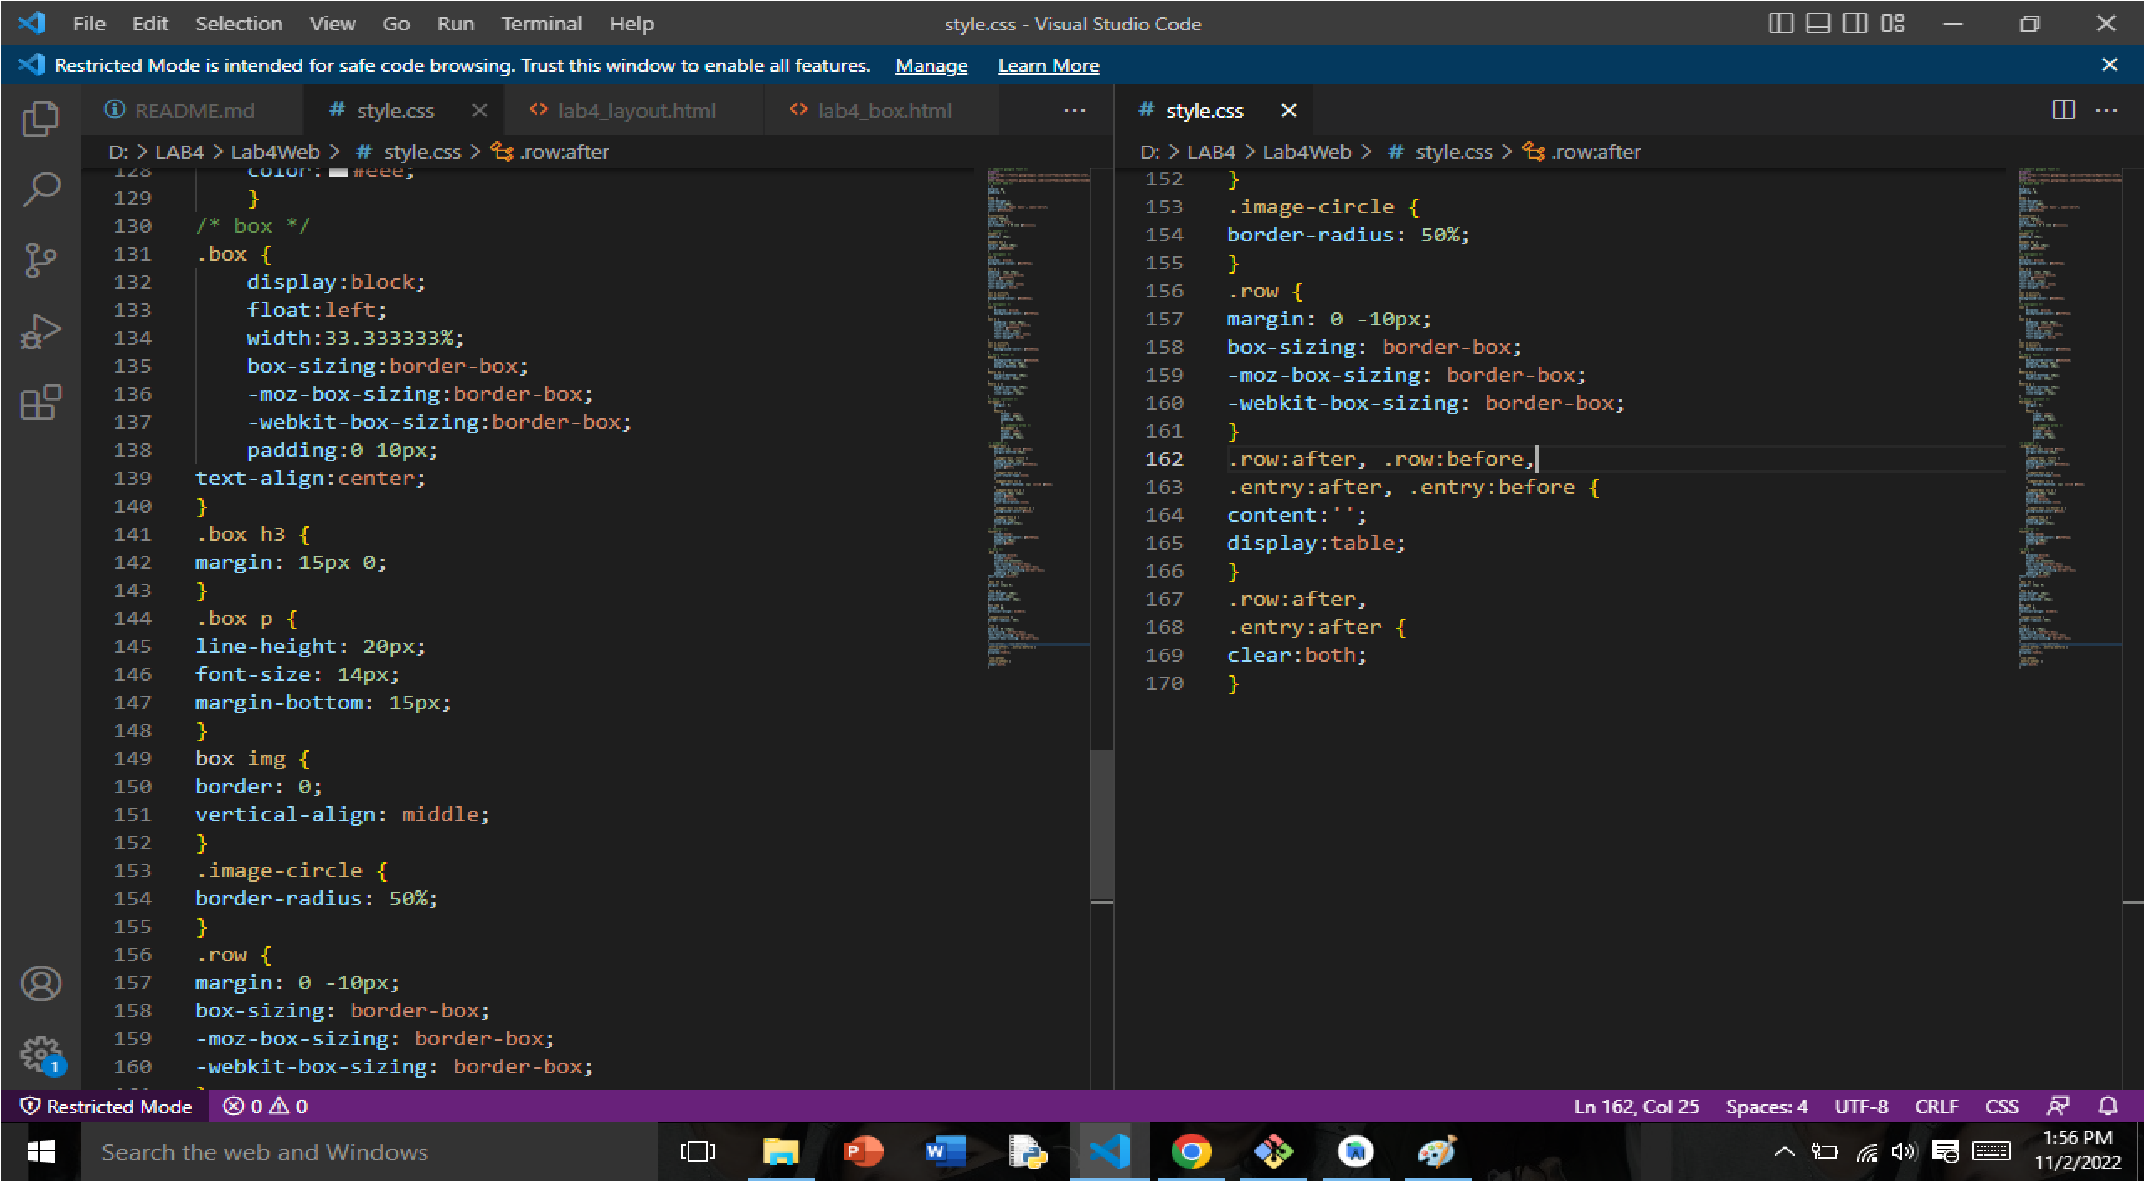 File Edit Selection View Go Run Terminal Help
style.css - Visual Studio Code
Restricted Mode is intended for safe code browsing. Trust this window to enable all features. Manage Learn More
README.md # style.css <> lab4_layout.html <> lab4_box.html ...
D: > LAB4 > Lab4Web > # style.css > .row:after
128 color: #eee;
129 }
130 /* box */
131 .box {
132 display:block;
133 float:left;
134 width:33.333333%;
135 box-sizing:border-box;
136 -moz-box-sizing:border-box;
137 -webkit-box-sizing:border-box;
138 padding:0 10px;
139 text-align:center;
140 }
141 .box h3 {
142 margin: 15px 0;
143 }
144 .box p {
145 line-height: 20px;
146 font-size: 14px;
147 margin-bottom: 15px;
148 }
149 box img {
150 border: 0;
151 vertical-align: middle;
152 }
153 .image-circle {
154 border-radius: 50%;
155 }
156 .row {
157 margin: 0 -10px;
158 box-sizing: border-box;
159 -moz-box-sizing: border-box;
160 -webkit-box-sizing: border-box;
# style.css ...
D: > LAB4 > Lab4Web > # style.css > .row:after
152 }
153 .image-circle {
154 border-radius: 50%;
155 }
156 .row {
157 margin: 0 -10px;
158 box-sizing: border-box;
159 -moz-box-sizing: border-box;
160 -webkit-box-sizing: border-box;
161 }
162 .row:after, .row:before,
163 .entry:after, .entry:before {
164 content:'';
165 display:table;
166 }
167 .row:after,
168 .entry:after {
169 clear:both;
170 }
1
Restricted Mode 0 0 Ln 162, Col 25 Spaces: 4 UTF-8 CRLF CSS
Search the web and Windows
1:56 PM
11/2/2022